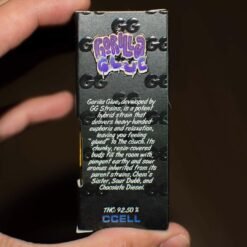 GG
GORILLA
GLUE
Gorilla Glue, developed by
GG Strains, is a potent
hybrid strain that
delivers heavy-handed
euphoria and relaxation,
leaving you feeling
"glued" to the couch. Its
chunky, resin-covered
buds fill the room with
pungent earthy and sour
aromas inherited from its
parent strains, Chem's
Sister, Sour Dubb, and
Chocolate Diesel.
THC: 92.50 %
CCELL